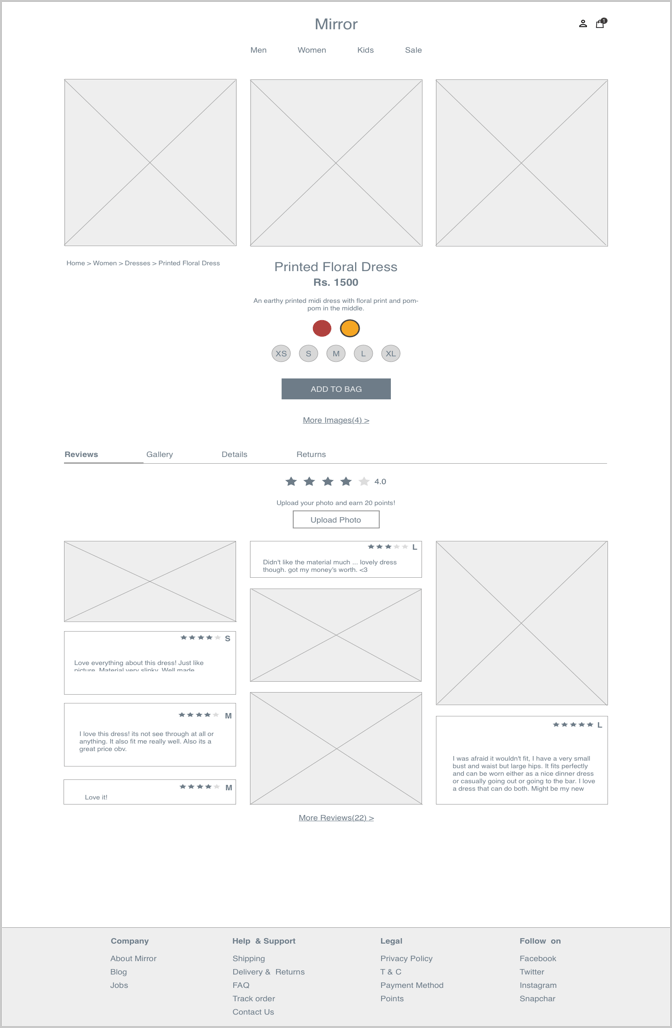 Mirror
1
Men Women Kids Sale
Home > Women > Dresses > Printed Floral Dress
Printed Floral Dress
Rs. 1500
An earthy printed midi dress with floral print and pom-
pom in the middle.
XS S M L XL
ADD TO BAG
More Images(4) >
Reviews Gallery Details Returns
4.0
Upload your photo and earn 20 points!
Upload Photo
S
Love everything about this dress! Just like
picture. Material very slinky. Well made
M
I love this dress! its not see through at all or
anything. It also fit me really well. Also its a
great price obv.
M
Love it!
L
Didn't like the material much ... lovely dress
though. got my money's worth. <3
L
I was afraid it wouldn't fit, I have a very small
bust and waist but large hips. It fits perfectly
and can be worn either as a nice dinner dress
or casually going out or going to the bar. I love
a dress that can do both. Might be my new
More Reviews(22) >
Company
About Mirror
Blog
Jobs
Help & Support
Shipping
Delivery & Returns
FAQ
Track order
Contact Us
Legal
Privacy Policy
T & C
Payment Method
Points
Follow on
Facebook
Twitter
Instagram
Snapchar